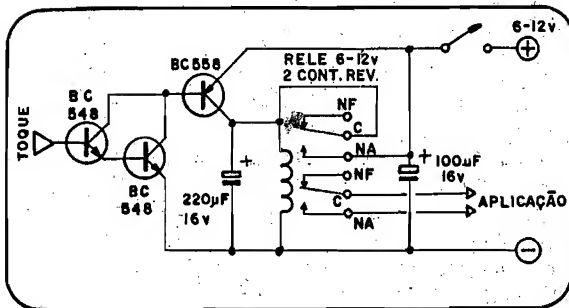 6-12v
BC558
RELE 6-12v
2 CONT. REV.
BC
548
TOQUE
BC
548
NF
C
NA
NF
C
NA
220µF
16v
100µF
16v
APLICAÇÃO